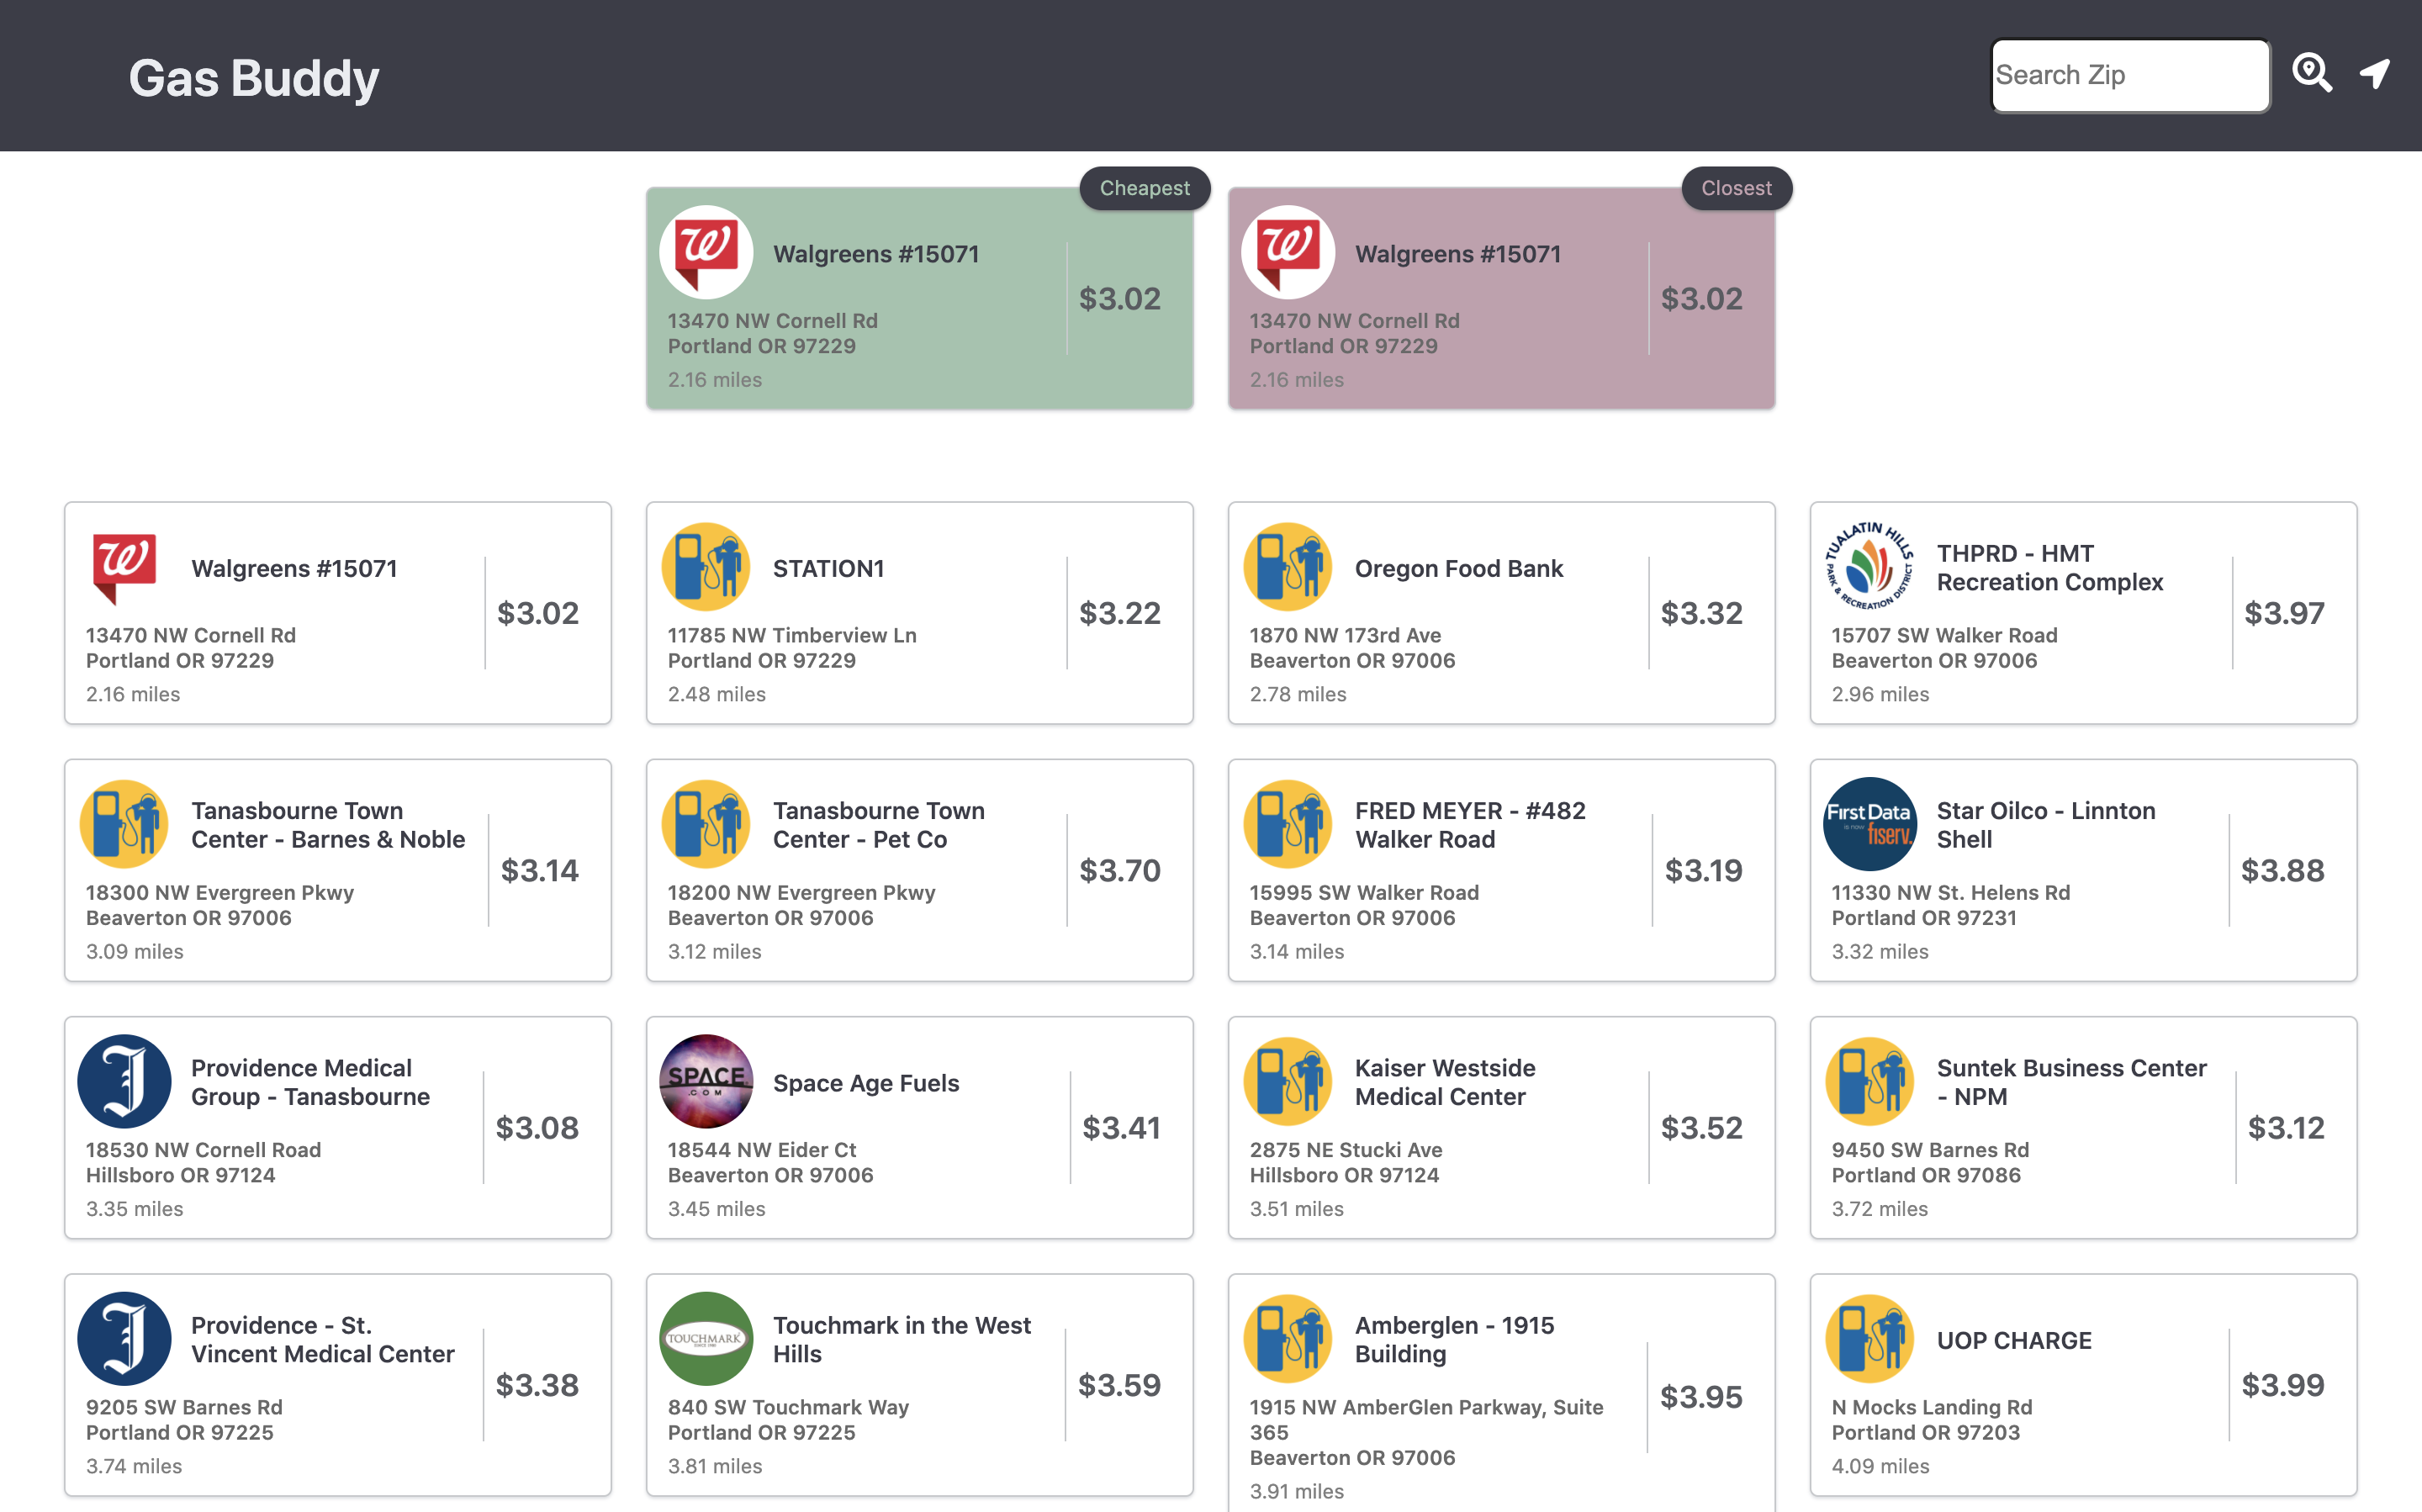 Gas Buddy
Search Zip
Cheapest
Walgreens #15071
$3.02
13470 NW Cornell Rd
Portland OR 97229
2.16 miles
Closest
Walgreens #15071
$3.02
13470 NW Cornell Rd
Portland OR 97229
2.16 miles
Walgreens #15071
$3.02
13470 NW Cornell Rd
Portland OR 97229
2.16 miles
STATION1
$3.22
11785 NW Timberview Ln
Portland OR 97229
2.48 miles
Oregon Food Bank
$3.32
1870 NW 173rd Ave
Beaverton OR 97006
2.78 miles
TUALATIN HILLS
PARK & RECREATION DISTRICT
THPRD - HMT
Recreation Complex
$3.97
15707 SW Walker Road
Beaverton OR 97006
2.96 miles
Tanasbourne Town
Center - Barnes & Noble
$3.14
18300 NW Evergreen Pkwy
Beaverton OR 97006
3.09 miles
Tanasbourne Town
Center - Pet Co
$3.70
18200 NW Evergreen Pkwy
Beaverton OR 97006
3.12 miles
FRED MEYER - #482
Walker Road
$3.19
15995 SW Walker Road
Beaverton OR 97006
3.14 miles
First Data
is now fiserv.
Star Oilco - Linnton
Shell
$3.88
11330 NW St. Helens Rd
Portland OR 97231
3.32 miles
Providence Medical
Group - Tanasbourne
$3.08
18530 NW Cornell Road
Hillsboro OR 97124
3.35 miles
SPACE
.COM
Space Age Fuels
$3.41
18544 NW Eider Ct
Beaverton OR 97006
3.45 miles
Kaiser Westside
Medical Center
$3.52
2875 NE Stucki Ave
Hillsboro OR 97124
3.51 miles
Suntek Business Center
- NPM
$3.12
9450 SW Barnes Rd
Portland OR 97086
3.72 miles
Providence - St.
Vincent Medical Center
$3.38
9205 SW Barnes Rd
Portland OR 97225
3.74 miles
TOUCHMARK
SINCE 1980
Touchmark in the West
Hills
$3.59
840 SW Touchmark Way
Portland OR 97225
3.81 miles
Amberglen - 1915
Building
$3.95
1915 NW AmberGlen Parkway, Suite
365
Beaverton OR 97006
3.91 miles
UOP CHARGE
$3.99
N Mocks Landing Rd
Portland OR 97203
4.09 miles